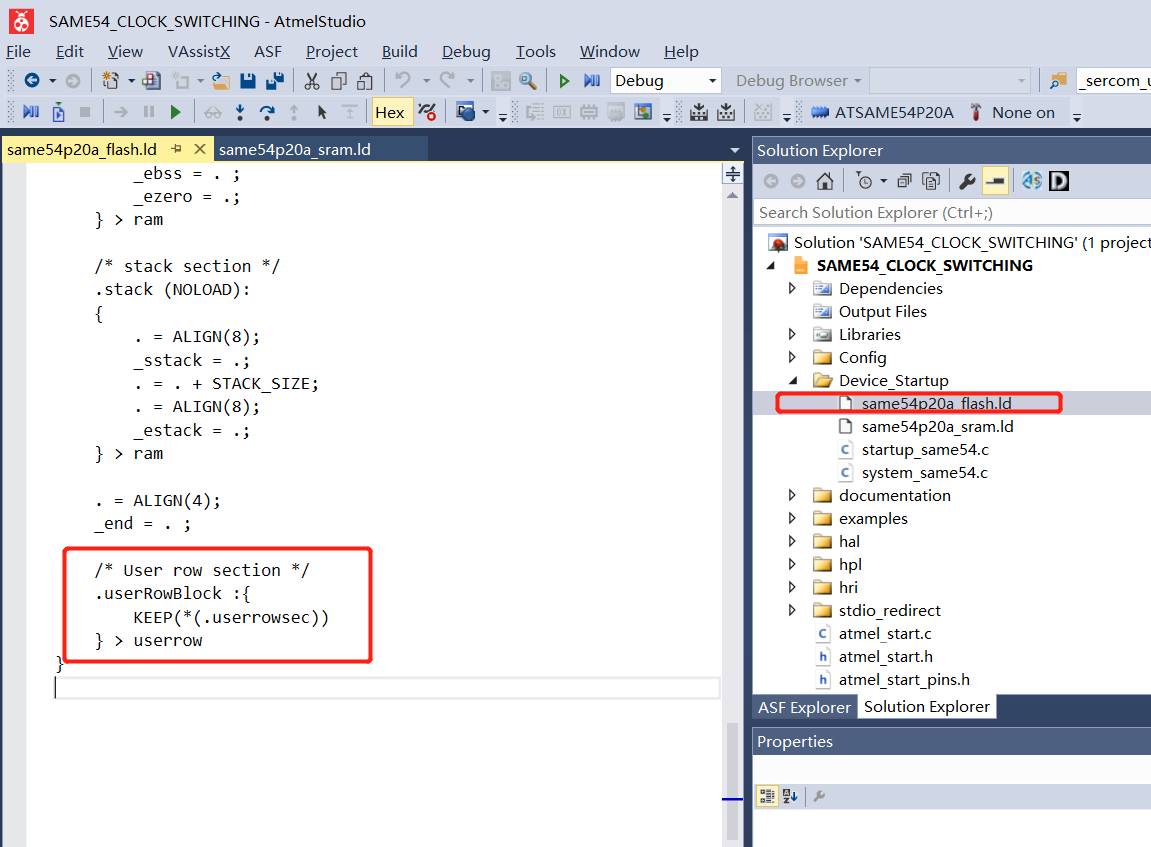 SAME54_CLOCK_SWITCHING - AtmelStudio
File Edit View VAssistX ASF Project Build Debug Tools Window Help
Debug Debug Browser _sercom_u
Hex ATSAME54P20A None on
same54p20a_flash.ld same54p20a_sram.ld
_ebss = . ;
_ezero = .;
} > ram
/* stack section */
.stack (NOLOAD):
{
. = ALIGN(8);
_sstack = .;
. = . + STACK_SIZE;
. = ALIGN(8);
_estack = .;
} > ram
. = ALIGN(4);
_end = . ;
/* User row section */
.userRowBlock :{
KEEP(*(.userrowsec))
} > userrow
}
Solution Explorer
Search Solution Explorer (Ctrl+;)
Solution 'SAME54_CLOCK_SWITCHING' (1 project
SAME54_CLOCK_SWITCHING
Dependencies
Output Files
Libraries
Config
Device_Startup
same54p20a_flash.ld
same54p20a_sram.ld
startup_same54.c
system_same54.c
documentation
examples
hal
hpl
hri
stdio_redirect
atmel_start.c
atmel_start.h
atmel_start_pins.h
ASF Explorer Solution Explorer
Properties